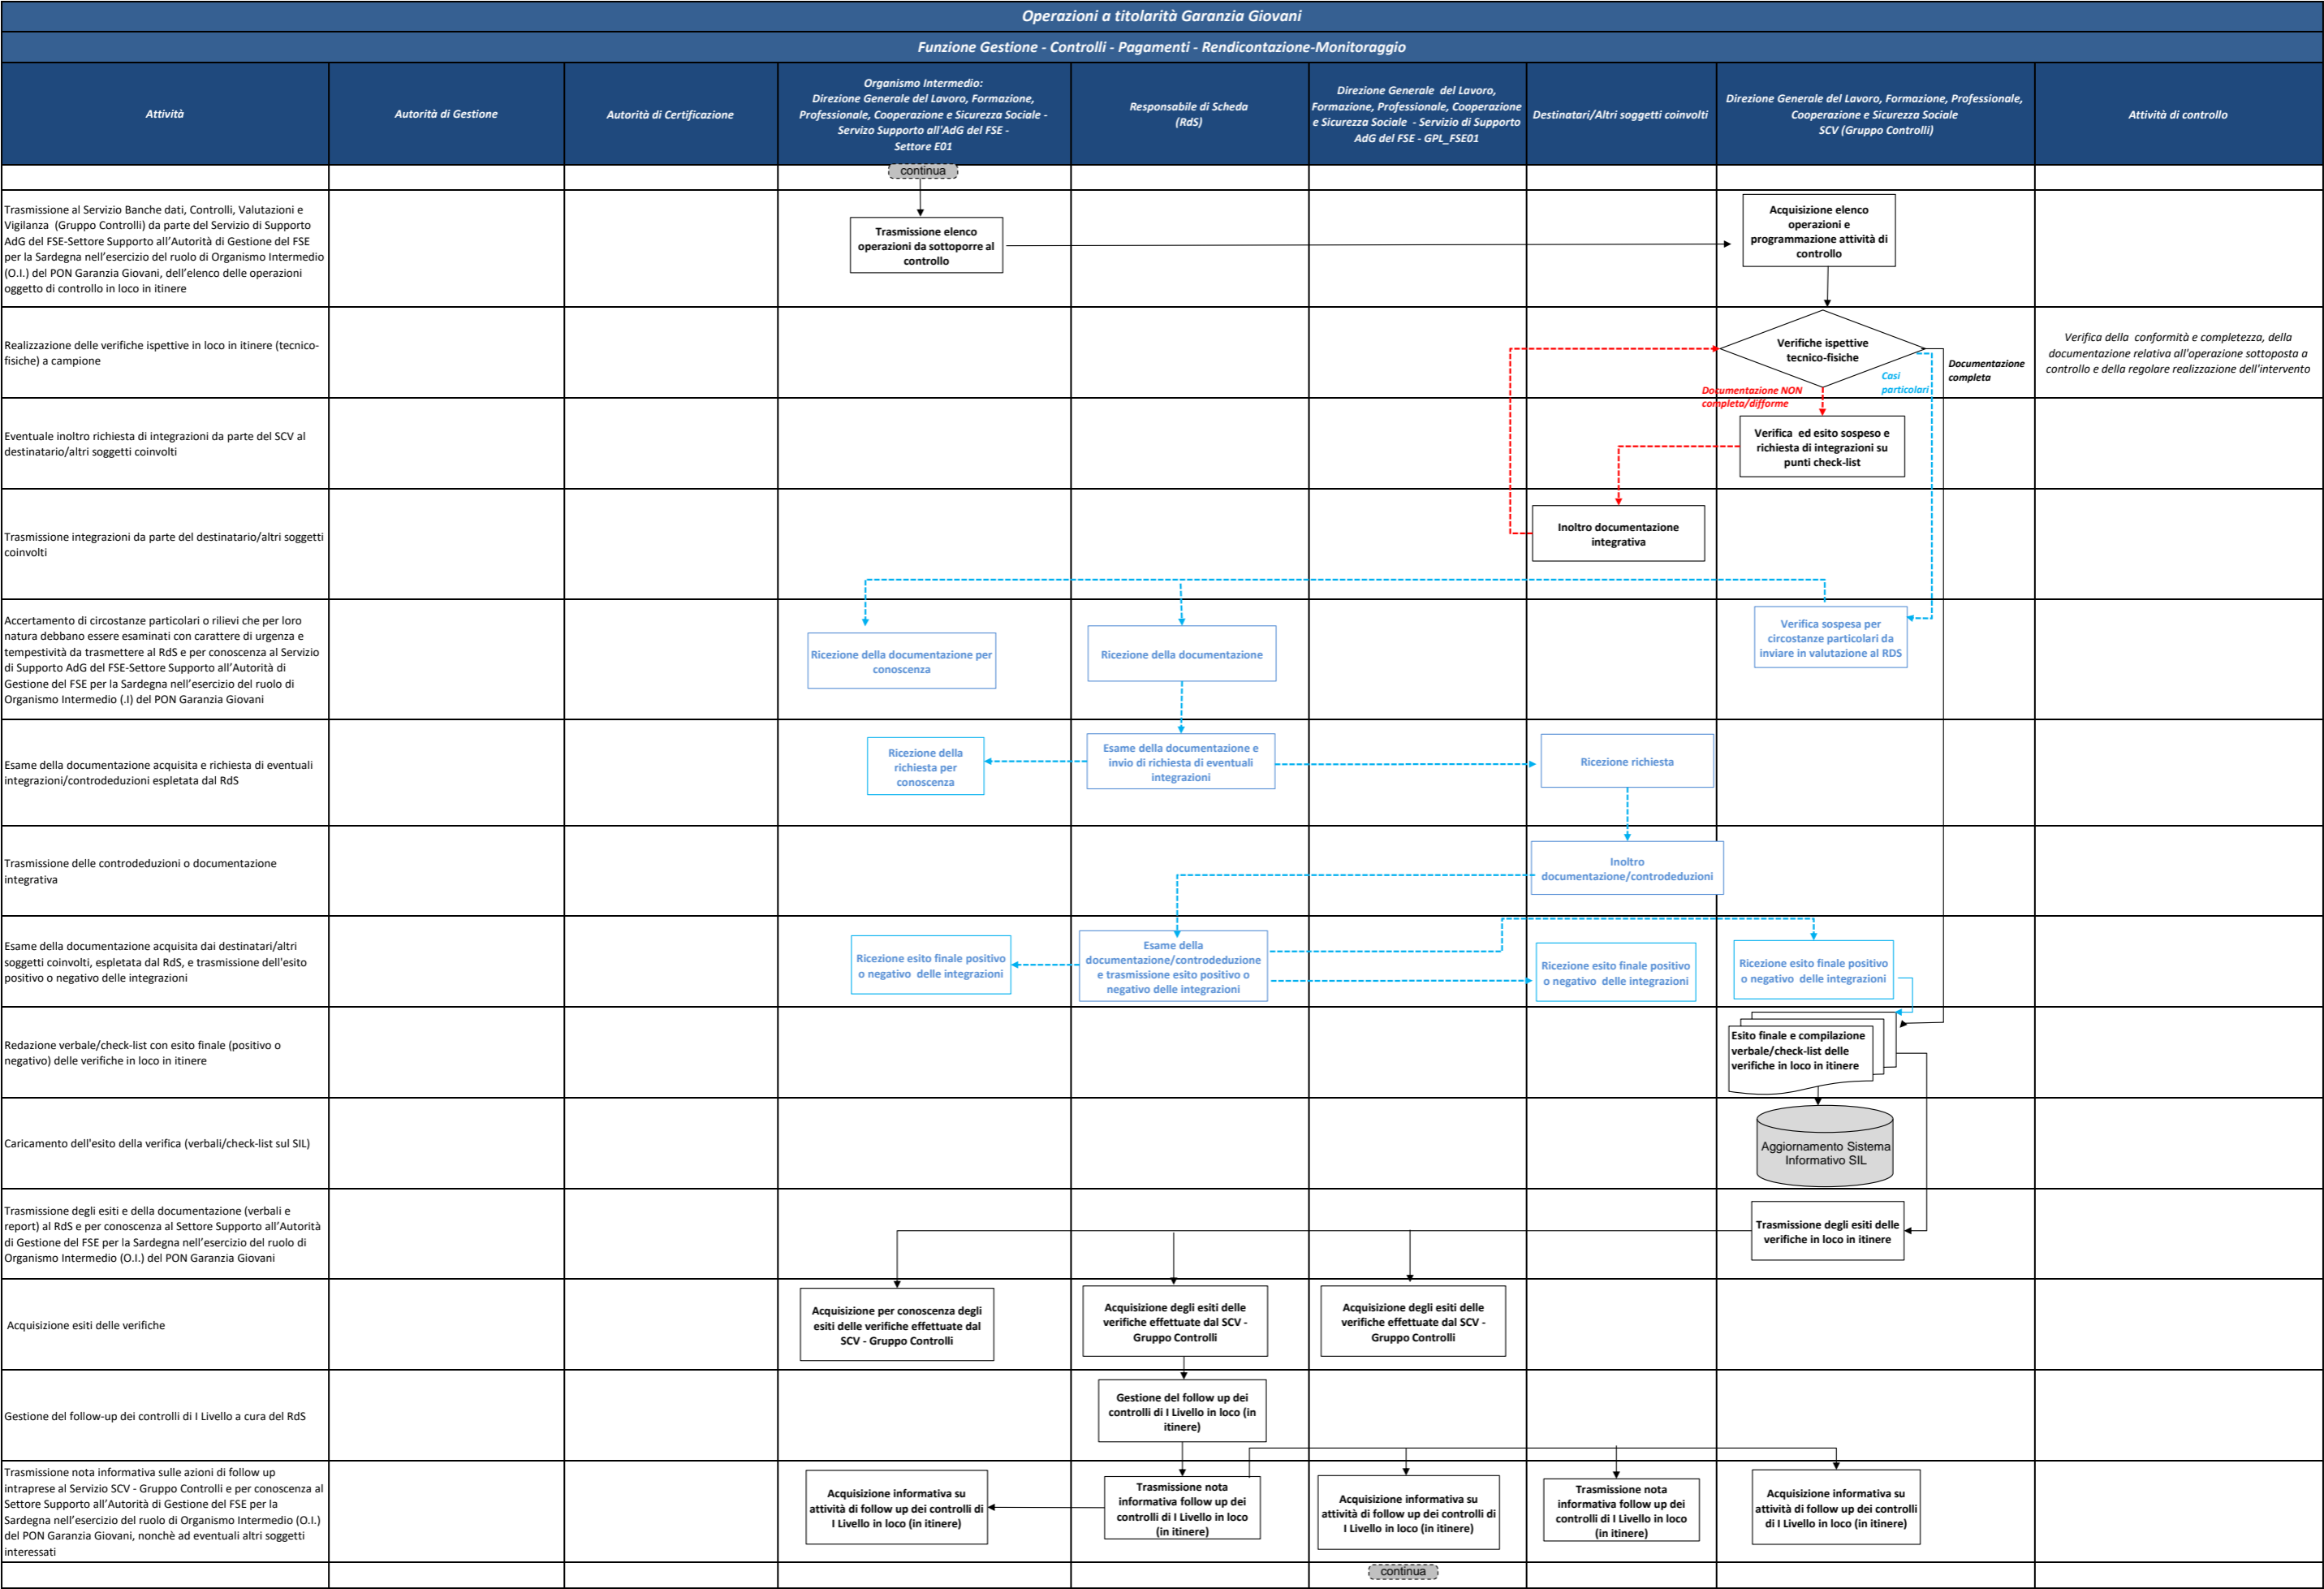 Operazioni a titolarità Garanzia Giovani
Funzione Gestione - Controlli - Pagamenti - Rendicontazione-Monitoraggio
Attività
Autorità di Gestione
Autorità di Certificazione
Organismo Intermedio:
Direzione Generale del Lavoro, Formazione,
Professionale, Cooperazione e Sicurezza Sociale -
Servizo Supporto all'AdG del FSE -
Settore E01
Responsabile di Scheda
(RdS)
Direzione Generale  del Lavoro,
Formazione, Professionale, Cooperazione
e Sicurezza Sociale  - Servizio di Supporto
AdG del FSE - GPL_FSE01
Destinatari/Altri soggetti coinvolti
Direzione Generale del Lavoro, Formazione, Professionale,
Cooperazione e Sicurezza Sociale
SCV (Gruppo Controlli)
Attività di controllo
continua
Trasmissione al Servizio Banche dati, Controlli, Valutazioni e
Vigilanza  (Gruppo Controlli) da parte del Servizio di Supporto
AdG del FSE-Settore Supporto all'Autorità di Gestione del FSE
per la Sardegna nell'esercizio del ruolo di Organismo Intermedio
(O.I.) del PON Garanzia Giovani, dell'elenco delle operazioni
oggetto di controllo in loco in itinere
Trasmissione elenco
operazioni da sottoporre al
controllo
Acquisizione elenco
operazioni e
programmazione attività di
controllo
Realizzazione delle verifiche ispettive in loco in itinere (tecnico-
fisiche) a campione
Verifiche ispettive
tecnico-fisiche
Documentazione
completa
Casi
particolari
Documentazione NON
completa/difforme
Verifica della  conformità e completezza, della
documentazione relativa all'operazione sottoposta a
controllo e della regolare realizzazione dell'intervento
Eventuale inoltro richiesta di integrazioni da parte del SCV al
destinatario/altri soggetti coinvolti
Verifica  ed esito sospeso e
richiesta di integrazioni su
punti check-list
Trasmissione integrazioni da parte del destinatario/altri soggetti
coinvolti
Inoltro documentazione
integrativa
Accertamento di circostanze particolari o rilievi che per loro
natura debbano essere esaminati con carattere di urgenza e
tempestività da trasmettere al RdS e per conoscenza al Servizio
di Supporto AdG del FSE-Settore Supporto all'Autorità di
Gestione del FSE per la Sardegna nell'esercizio del ruolo di
Organismo Intermedio (.I) del PON Garanzia Giovani
Ricezione della documentazione per
conoscenza
Ricezione della documentazione
Verifica sospesa per
circostanze particolari da
inviare in valutazione al RDS
Esame della documentazione acquisita e richiesta di eventuali
integrazioni/controdeduzioni espletata dal RdS
Ricezione della
richiesta per
conoscenza
Esame della documentazione e
invio di richiesta di eventuali
integrazioni
Ricezione richiesta
Trasmissione delle controdeduzioni o documentazione
integrativa
Inoltro
documentazione/controdeduzioni
Esame della documentazione acquisita dai destinatari/altri
soggetti coinvolti, espletata dal RdS, e trasmissione dell'esito
positivo o negativo delle integrazioni
Ricezione esito finale positivo
o negativo  delle integrazioni
Esame della
documentazione/controdeduzione
e trasmissione esito positivo o
negativo delle integrazioni
Ricezione esito finale positivo
o negativo  delle integrazioni
Ricezione esito finale positivo
o negativo  delle integrazioni
Redazione verbale/check-list con esito finale (positivo o
negativo) delle verifiche in loco in itinere
Esito finale e compilazione
verbale/check-list delle
verifiche in loco in itinere
Caricamento dell'esito della verifica (verbali/check-list sul SIL)
Aggiornamento Sistema
Informativo SIL
Trasmissione degli esiti e della documentazione (verbali e
report) al RdS e per conoscenza al Settore Supporto all'Autorità
di Gestione del FSE per la Sardegna nell'esercizio del ruolo di
Organismo Intermedio (O.I.) del PON Garanzia Giovani
Trasmissione degli esiti delle
verifiche in loco in itinere
Acquisizione esiti delle verifiche
Acquisizione per conoscenza degli
esiti delle verifiche effettuate dal
SCV - Gruppo Controlli
Acquisizione degli esiti delle
verifiche effettuate dal SCV -
Gruppo Controlli
Acquisizione degli esiti delle
verifiche effettuate dal SCV -
Gruppo Controlli
Gestione del follow-up dei controlli di I Livello a cura del RdS
Gestione del follow up dei
controlli di I Livello in loco (in
itinere)
Trasmissione nota informativa sulle azioni di follow up
intraprese al Servizio SCV - Gruppo Controlli e per conoscenza al
Settore Supporto all'Autorità di Gestione del FSE per la
Sardegna nell'esercizio del ruolo di Organismo Intermedio (O.I.)
del PON Garanzia Giovani, nonchè ad eventuali altri soggetti
interessati
Acquisizione informativa su
attività di follow up dei controlli di
I Livello in loco (in itinere)
Trasmissione nota
informativa follow up dei
controlli di I Livello in loco
(in itinere)
Acquisizione informativa su
attività di follow up dei controlli di
I Livello in loco (in itinere)
Trasmissione nota
informativa follow up dei
controlli di I Livello in loco
(in itinere)
Acquisizione informativa su
attività di follow up dei controlli
di I Livello in loco (in itinere)
continua